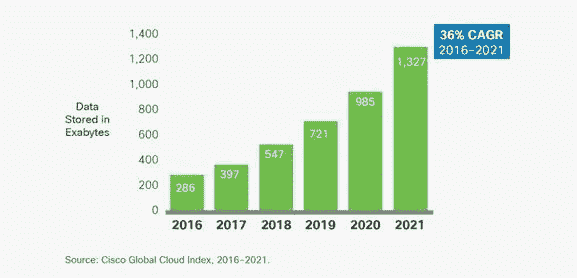 36% CAGR
2016–2021
1,400
1,200
1,000
800
600
400
200
0
Data
Stored in
Exabytes
286
397
547
721
985
1,327
2016 2017 2018 2019 2020 2021
Source: Cisco Global Cloud Index, 2016–2021.